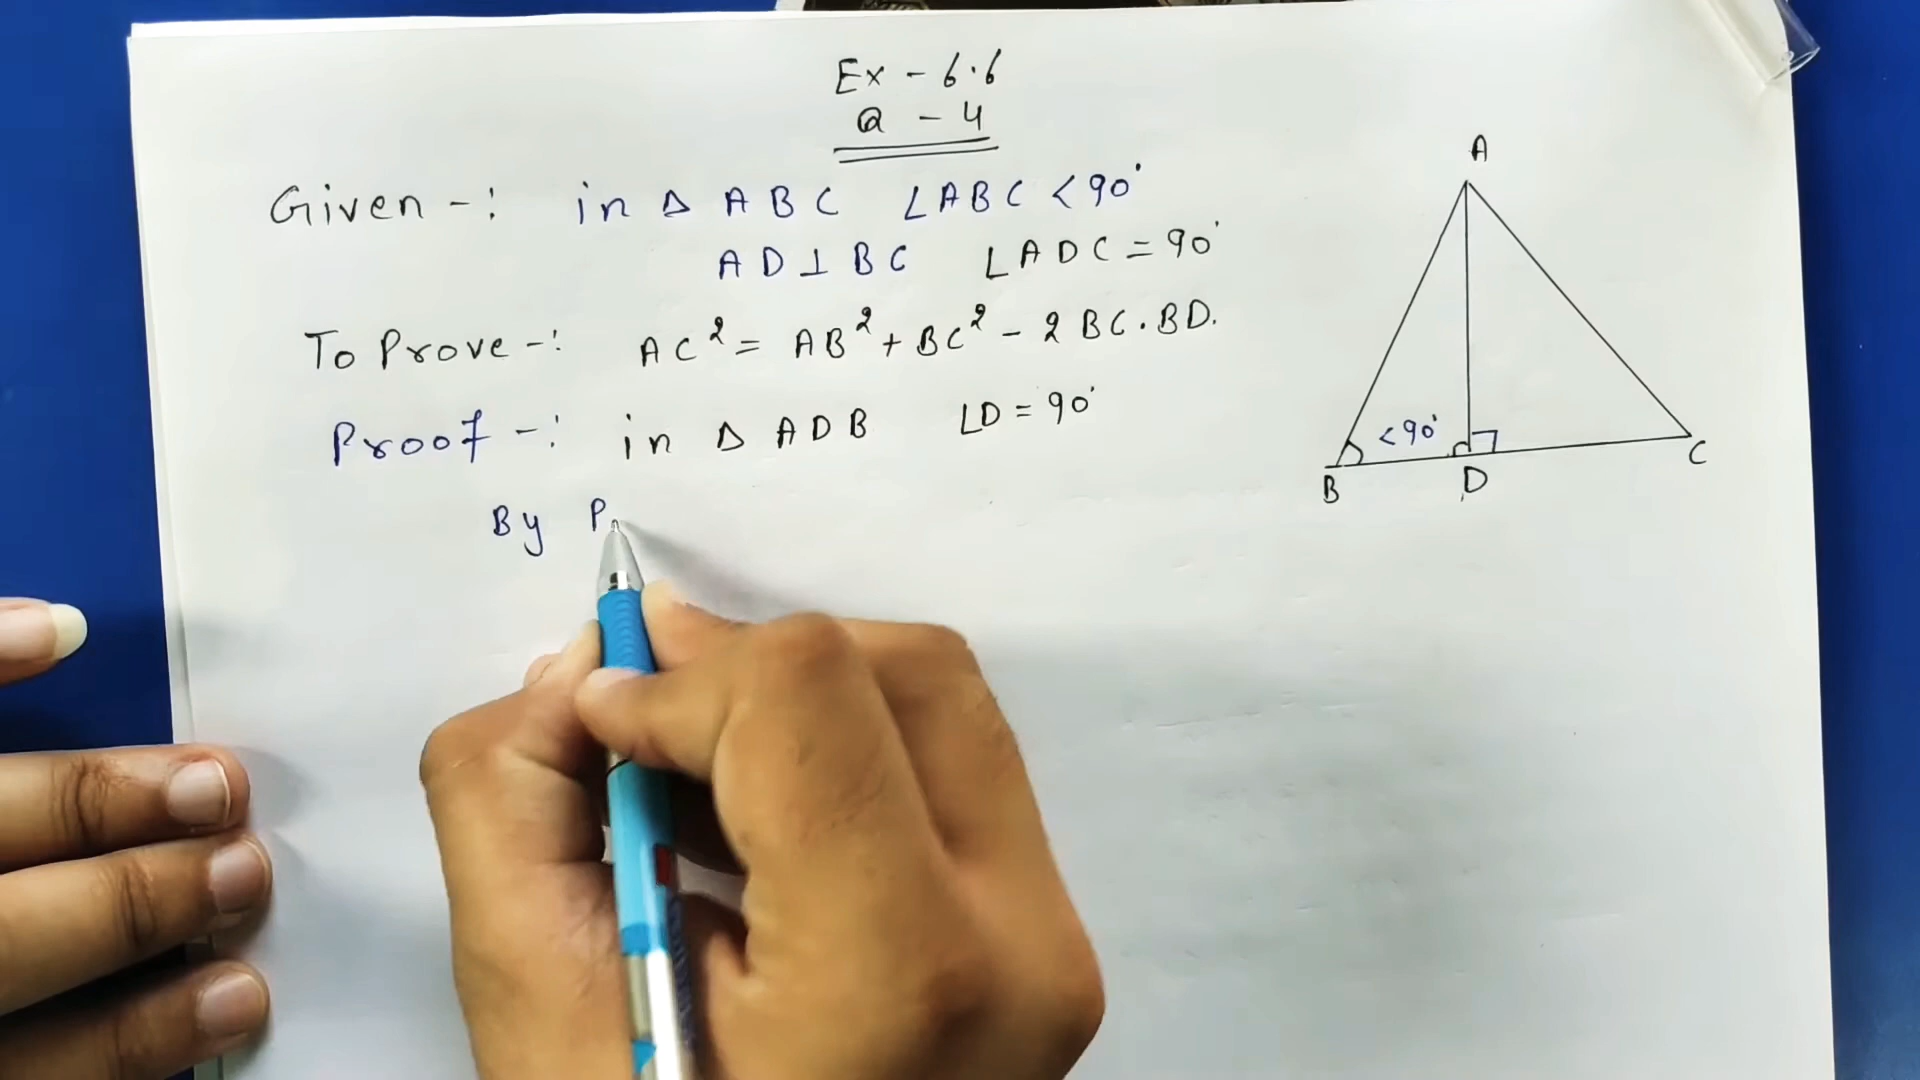 Ex - 6.6
Q - 4
Given -: in Δ ABC ∠ABC < 90°
AD ⊥ BC ∠ADC = 90°
To Prove -: AC² = AB² + BC² - 2 BC . BD.
Proof -: in Δ ADB ∠D = 90°
By P
A
< 90°
B
D
C